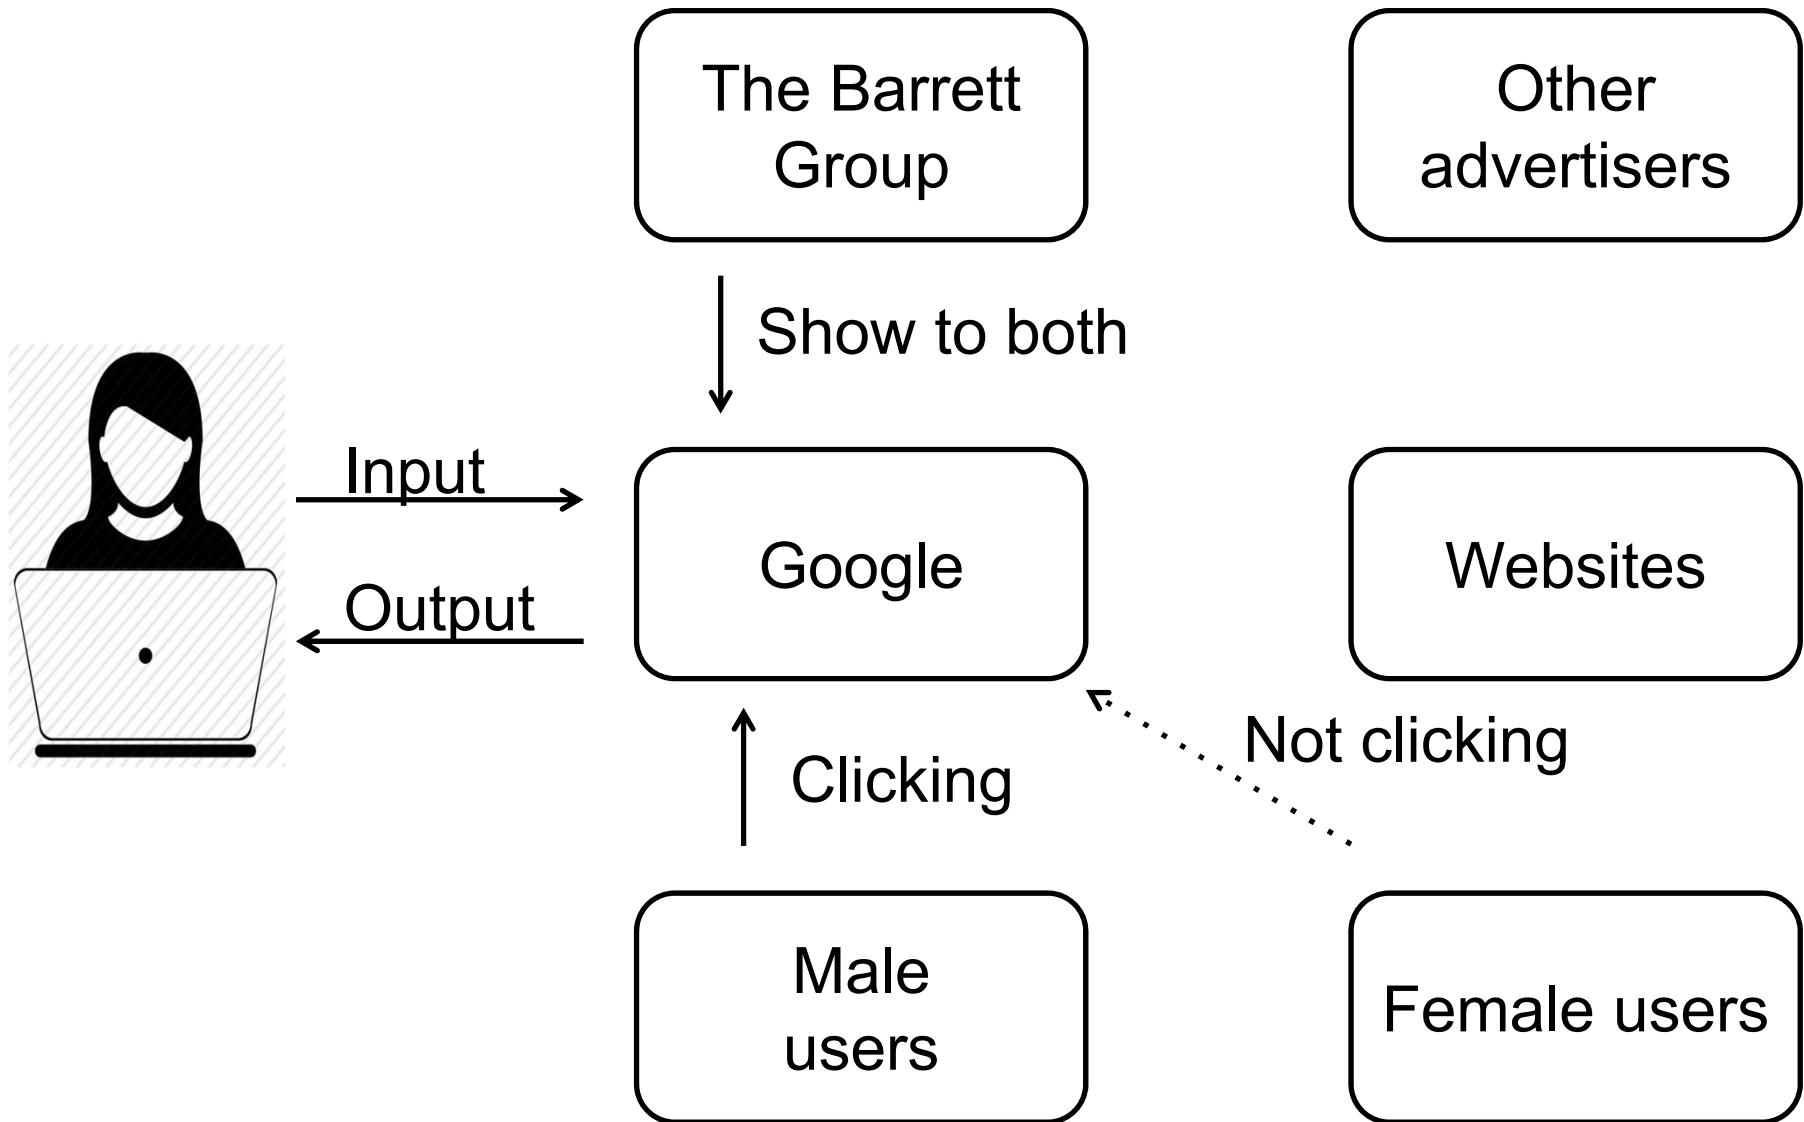 The Barrett
Group
Other
advertisers
Show to both
Input
Google
Websites
Output
Not clicking
Clicking
Male
users
Female users